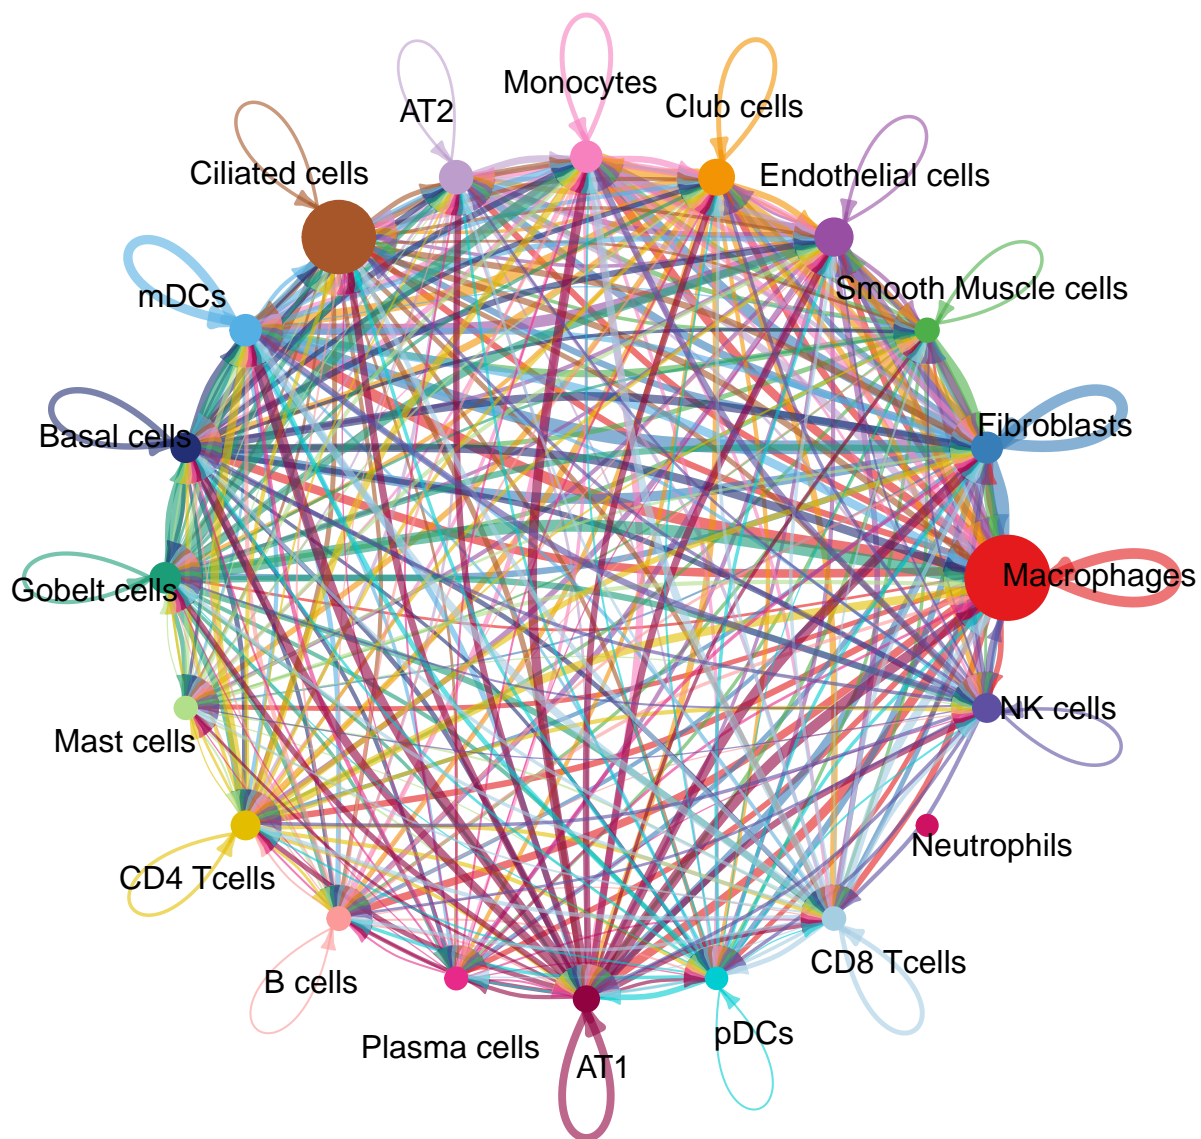 Monocytes
Club cells
AT2
Endothelial cells
Ciliated cells
Smooth Muscle cells
mDCs
Fibroblasts
Basal cells
Macrophages
Gobelt cells
NK cells
Mast cells
Neutrophils
CD4 Tcells
CD8 Tcells
B cells
pDCs
Plasma cells
AT1